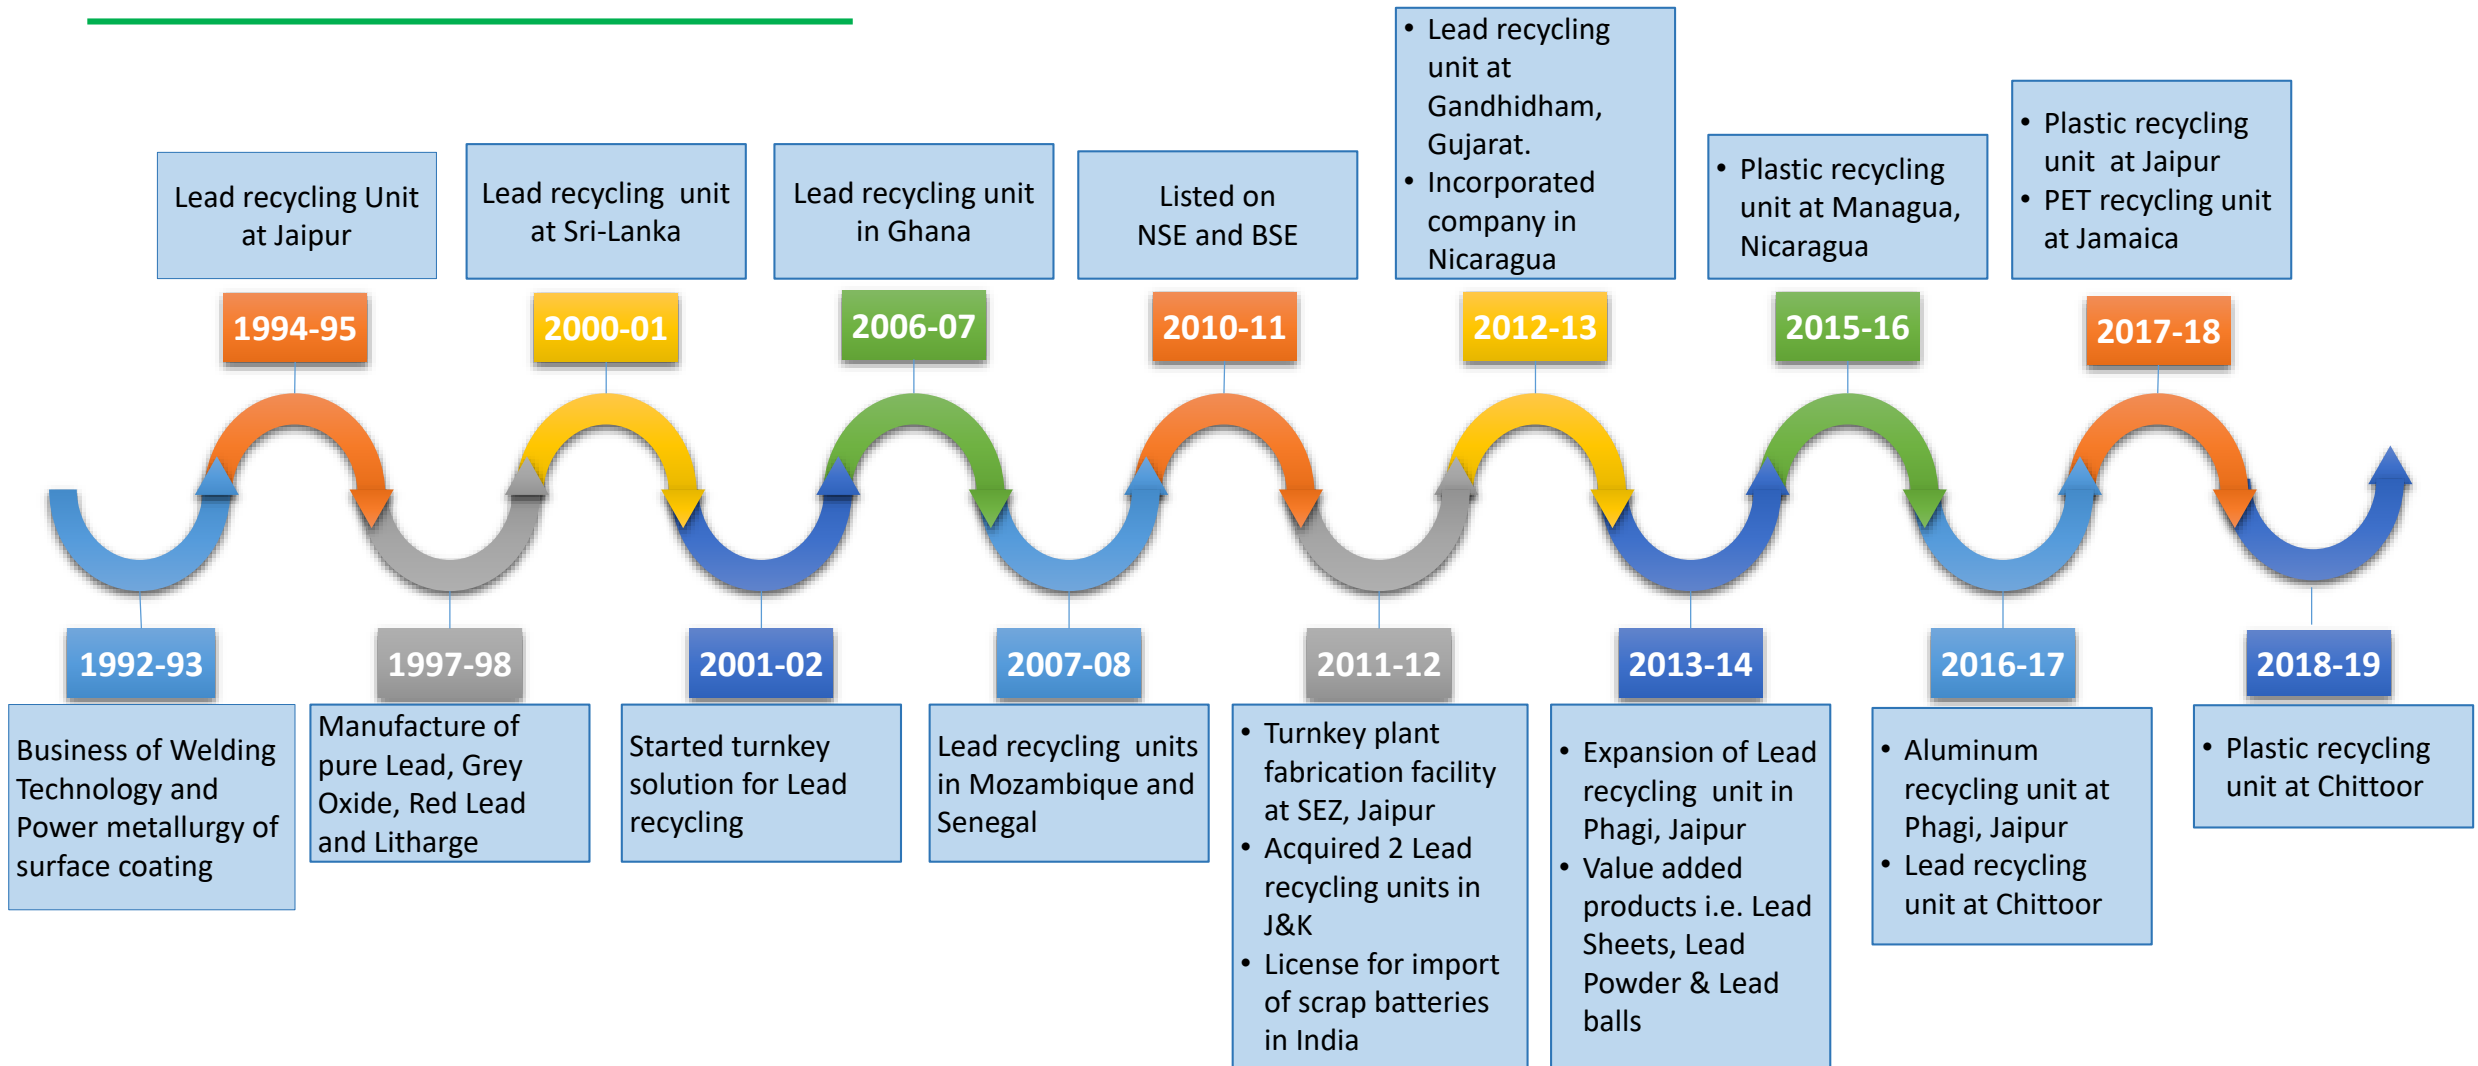 Lead recycling Unit
at Jaipur
1994-95
Lead recycling unit
at Sri-Lanka
2000-01
Lead recycling unit
in Ghana
2006-07
Listed on
NSE and BSE
2010-11
• Lead recycling
unit at
Gandhidham,
Gujarat.
• Incorporated
company in
Nicaragua
2012-13
• Plastic recycling
unit at Managua,
Nicaragua
2015-16
• Plastic recycling
unit at Jaipur
• PET recycling unit
at Jamaica
2017-18
1992-93
Business of Welding
Technology and
Power metallurgy of
surface coating
1997-98
Manufacture of
pure Lead, Grey
Oxide, Red Lead
and Litharge
2001-02
Started turnkey
solution for Lead
recycling
2007-08
Lead recycling units
in Mozambique and
Senegal
2011-12
• Turnkey plant
fabrication facility
at SEZ, Jaipur
• Acquired 2 Lead
recycling units in
J&K
• License for import
of scrap batteries
in India
2013-14
• Expansion of Lead
recycling unit in
Phagi, Jaipur
• Value added
products i.e. Lead
Sheets, Lead
Powder & Lead
balls
2016-17
• Aluminum
recycling unit at
Phagi, Jaipur
• Lead recycling
unit at Chittoor
2018-19
• Plastic recycling
unit at Chittoor